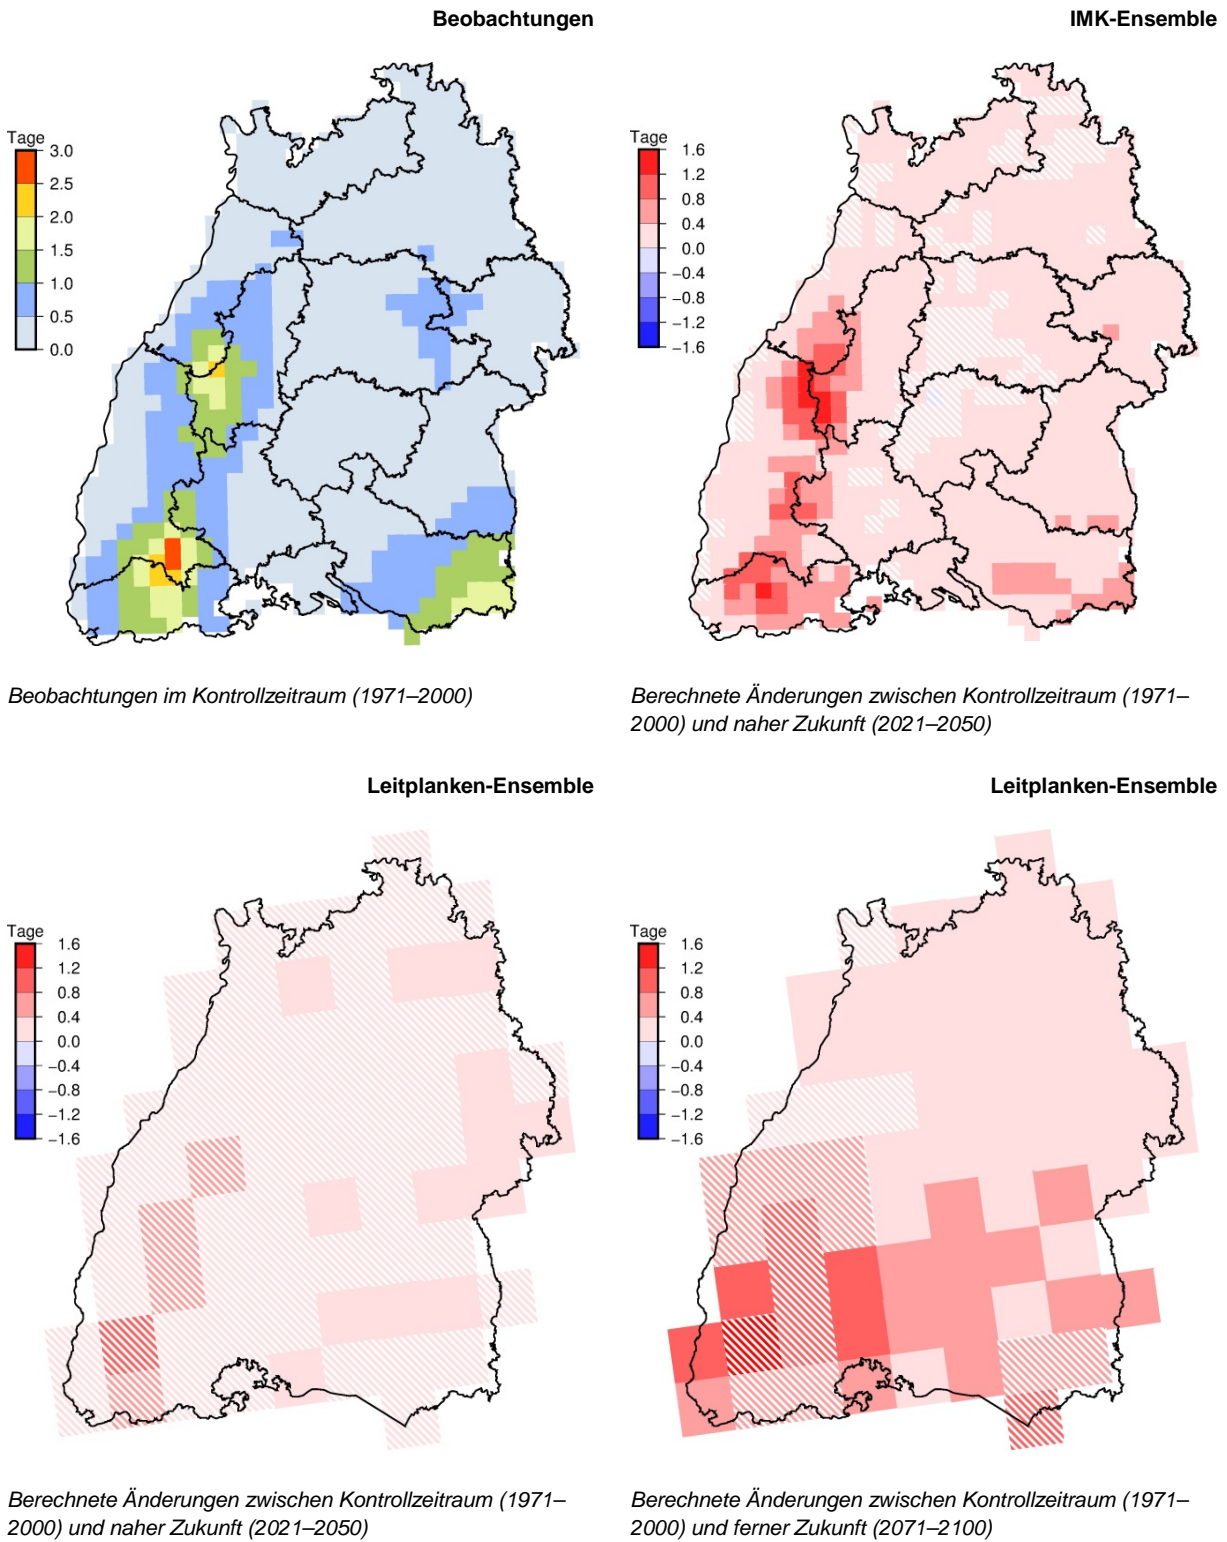 Beobachtungen
Tage
3.0
2.5
2.0
1.5
1.0
0.5
0.0
Beobachtungen im Kontrollzeitraum (1971–2000)
IMK-Ensemble
Tage
1.6
1.2
0.8
0.4
0.0
−0.4
−0.8
−1.2
−1.6
Berechnete Änderungen zwischen Kontrollzeitraum (1971–
2000) und naher Zukunft (2021–2050)
Leitplanken-Ensemble
Tage
1.6
1.2
0.8
0.4
0.0
−0.4
−0.8
−1.2
−1.6
Berechnete Änderungen zwischen Kontrollzeitraum (1971–
2000) und naher Zukunft (2021–2050)
Leitplanken-Ensemble
Tage
1.6
1.2
0.8
0.4
0.0
−0.4
−0.8
−1.2
−1.6
Berechnete Änderungen zwischen Kontrollzeitraum (1971–
2000) und ferner Zukunft (2071–2100)